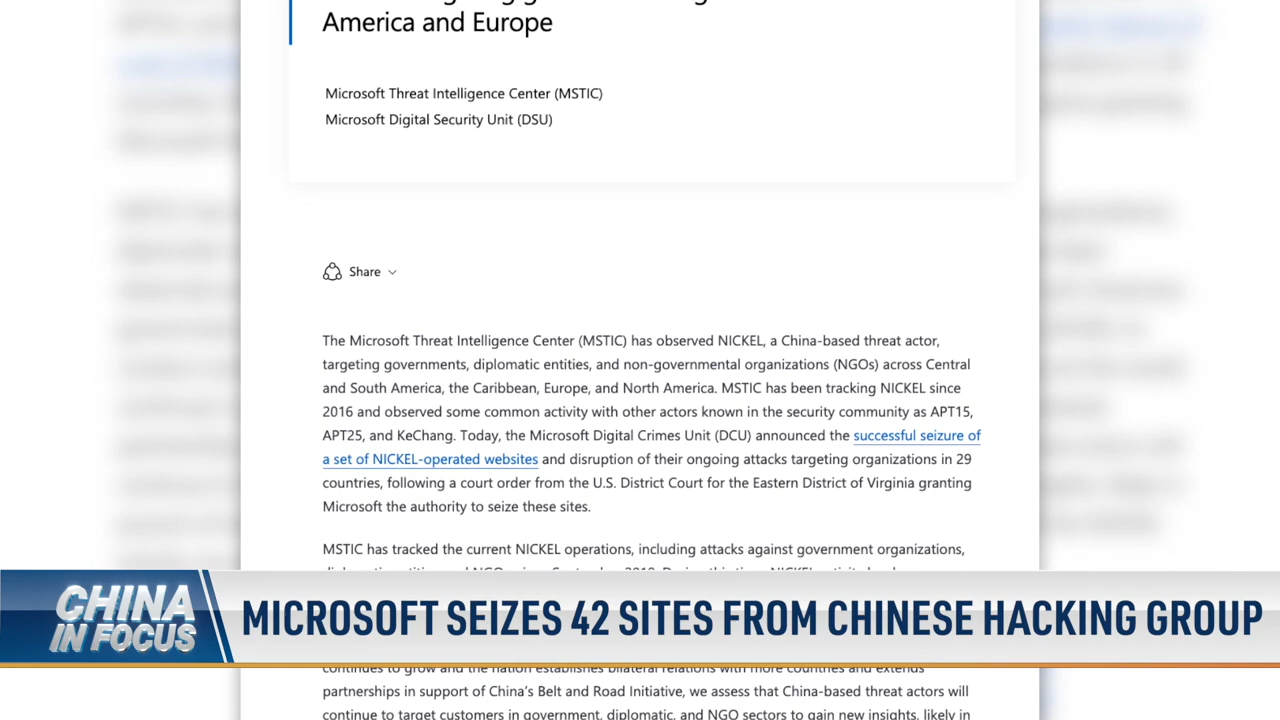 America and Europe
Microsoft Threat Intelligence Center (MSTIC)
Microsoft Digital Security Unit (DSU)
Share
The Microsoft Threat Intelligence Center (MSTIC) has observed NICKEL, a China-based threat actor,
targeting governments, diplomatic entities, and non-governmental organizations (NGOs) across Central
and South America, the Caribbean, Europe, and North America. MSTIC has been tracking NICKEL since
2016 and observed some common activity with other actors known in the security community as APT15,
APT25, and KeChang. Today, the Microsoft Digital Crimes Unit (DCU) announced the successful seizure of
a set of NICKEL-operated websites and disruption of their ongoing attacks targeting organizations in 29
countries, following a court order from the U.S. District Court for the Eastern District of Virginia granting
Microsoft the authority to seize these sites.
MSTIC has tracked the current NICKEL operations, including attacks against government organizations,
CHINA
IN FOCUS
MICROSOFT SEIZES 42 SITES FROM CHINESE HACKING GROUP
continues to grow and the nation establishes bilateral relations with more countries and extends
partnerships in support of China's Belt and Road Initiative, we assess that China-based threat actors will
continue to target customers in government, diplomatic, and NGO sectors to gain new insights, likely in